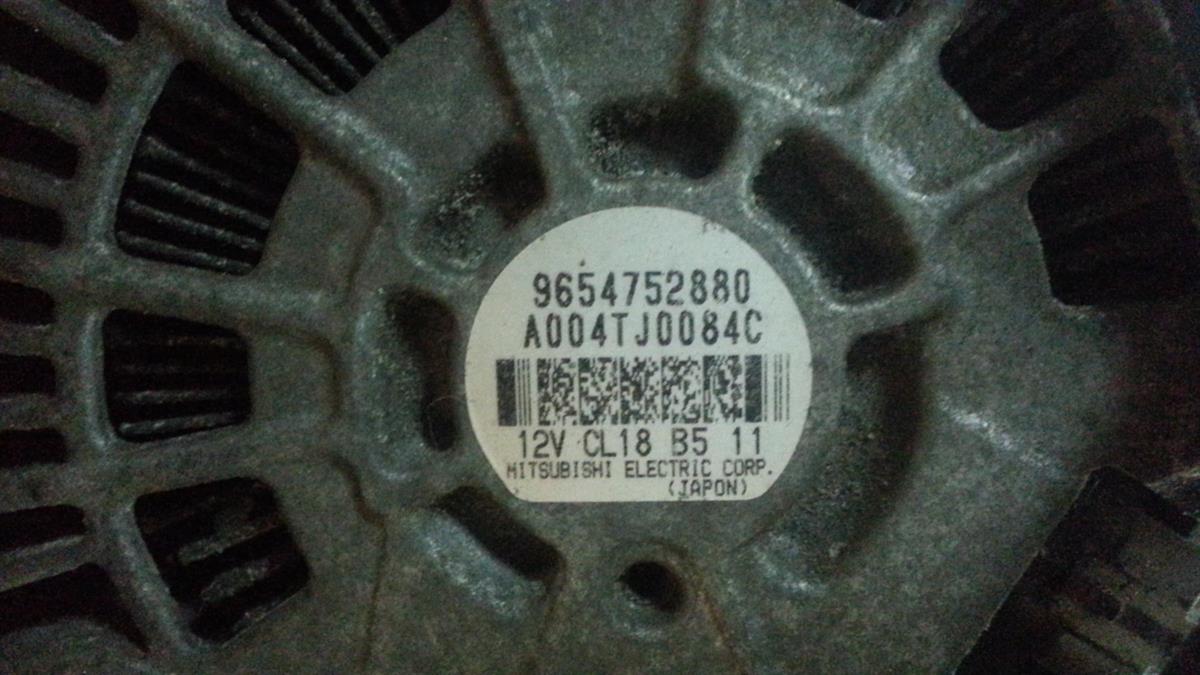 9654752880
A004TJ0084C
12V CL18 B5 11
MITSUBISHI ELECTRIC CORP.
(JAPON)